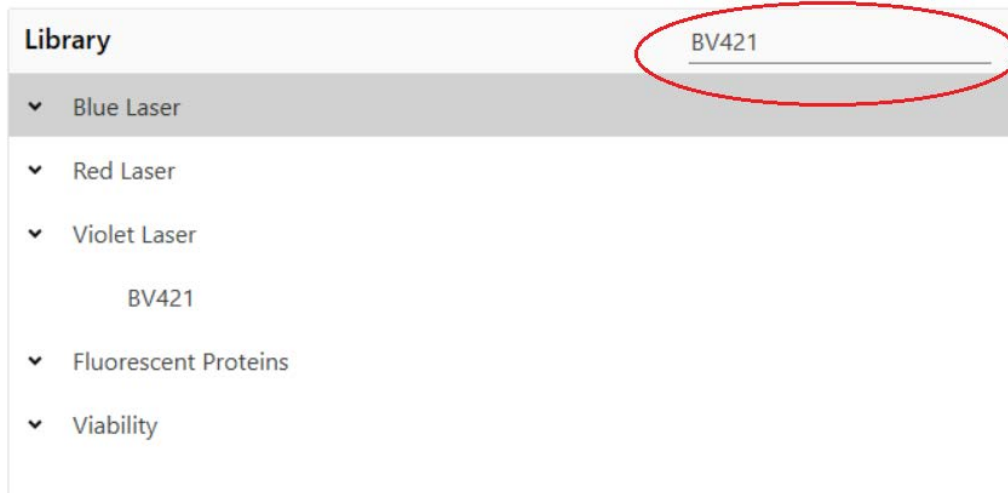 Library BV421
Blue Laser
Red Laser
Violet Laser
BV421
Fluorescent Proteins
Viability